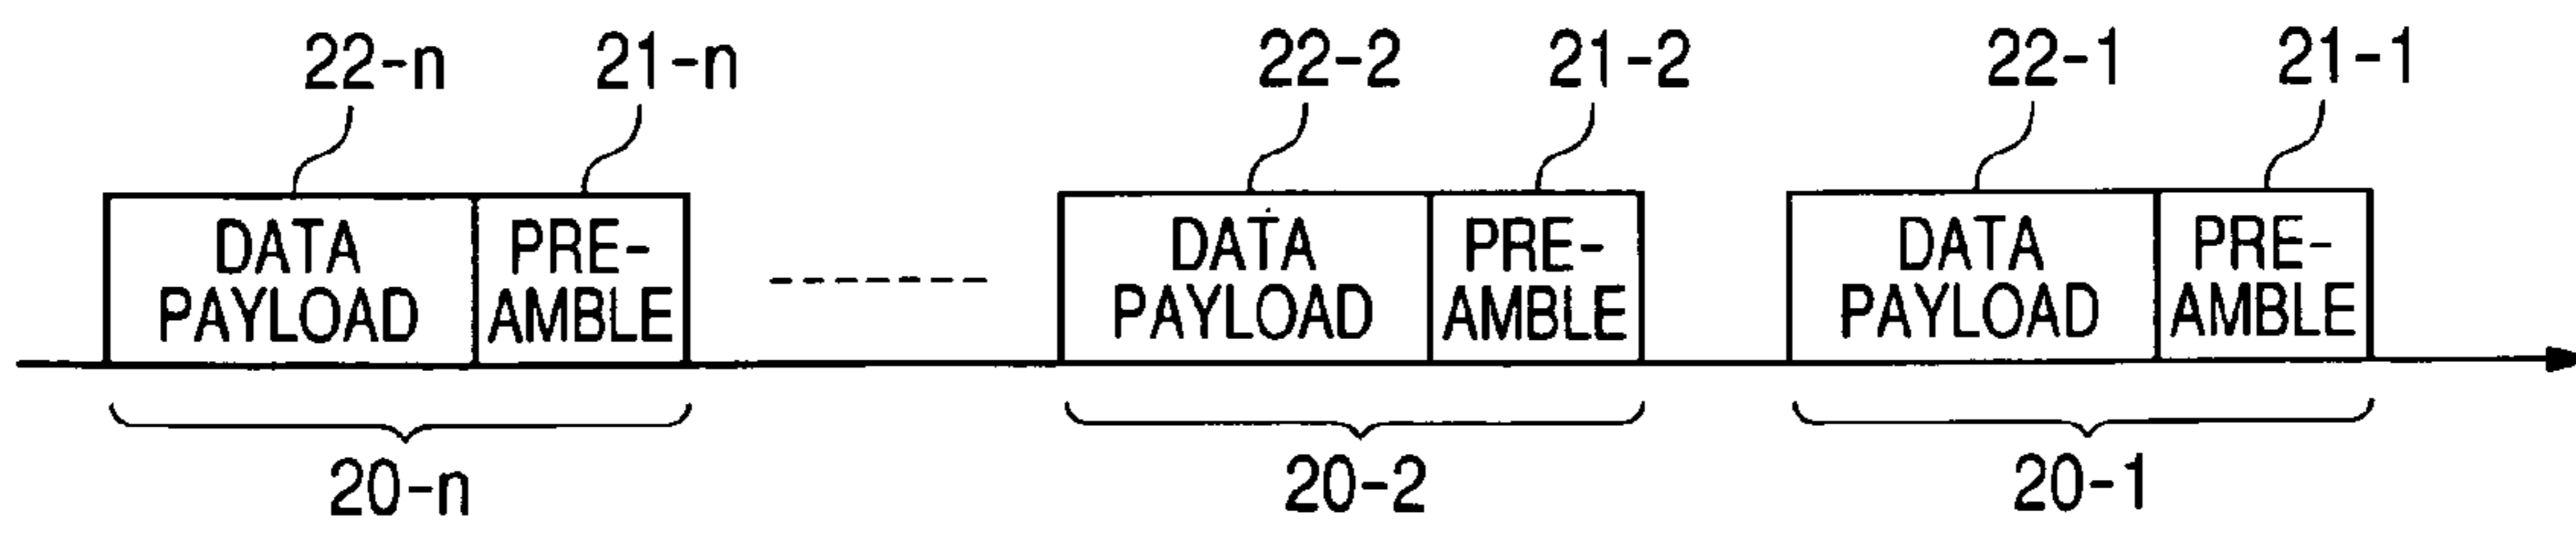 22-n 21-n 22-2 21-2 22-1 21-1
DATA PAYLOAD
PRE-AMBLE
DATA PAYLOAD
PRE-AMBLE
DATA PAYLOAD
PRE-AMBLE
20-n 20-2 20-1